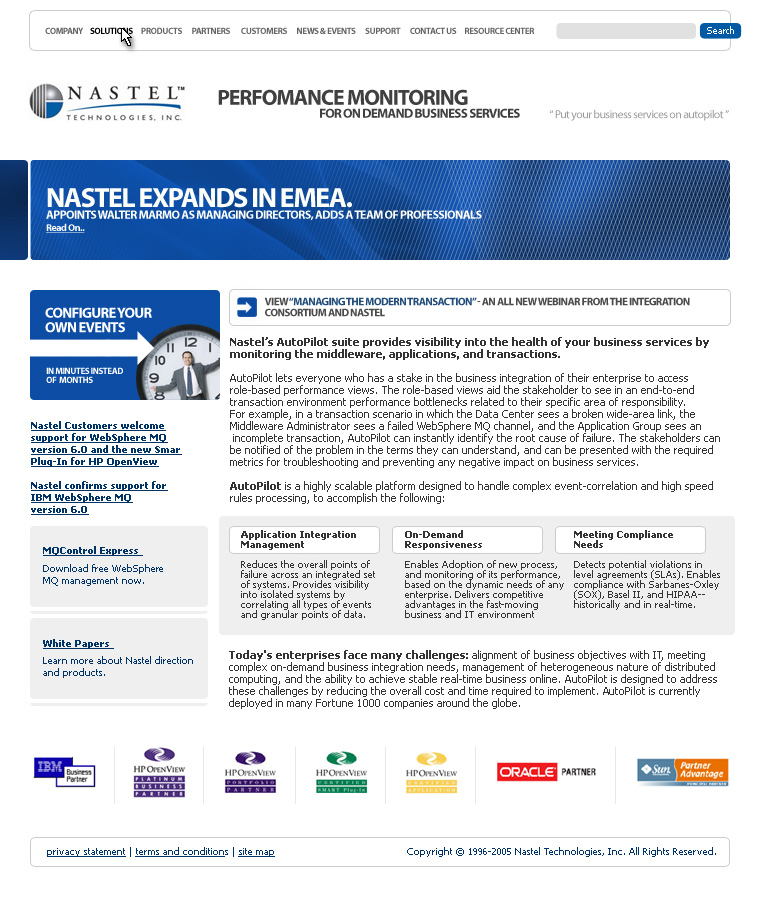 COMPANY SOLUTIONS PRODUCTS PARTNERS CUSTOMERS NEWS & EVENTS SUPPORT CONTACT US RESOURCE CENTER Search
NASTEL™
TECHNOLOGIES, INC.
PERFOMANCE MONITORING
FOR ON DEMAND BUSINESS SERVICES
“ Put your business services on autopilot ”
NASTEL EXPANDS IN EMEA.
APPOINTS WALTER MARMO AS MANAGING DIRECTORS, ADDS A TEAM OF PROFESSIONALS
Read On..
CONFIGURE YOUR
OWN EVENTS
IN MINUTES INSTEAD
OF MONTHS
12
11
10
2
3
Nastel Customers welcome
support for WebSphere MQ
version 6.0 and the new Smar
Plug-In for HP OpenView
Nastel confirms support for
IBM WebSphere MQ
version 6.0
MQControl Express
Download free WebSphere
MQ management now.
White Papers
Learn more about Nastel direction
and products.
VIEW “MANAGING THE MODERN TRANSACTION” - AN ALL NEW WEBINAR FROM THE INTEGRATION
CONSORTIUM AND NASTEL
Nastel’s AutoPilot suite provides visibility into the health of your business services by
monitoring the middleware, applications, and transactions.
AutoPilot lets everyone who has a stake in the business integration of their enterprise to access
role-based performance views. The role-based views aid the stakeholder to see in an end-to-end
transaction environment performance bottlenecks related to their specific area of responsibility.
For example, in a transaction scenario in which the Data Center sees a broken wide-area link, the
Middleware Administrator sees a failed WebSphere MQ channel, and the Application Group sees an
incomplete transaction, AutoPilot can instantly identify the root cause of failure. The stakeholders can
be notified of the problem in the terms they can understand, and can be presented with the required
metrics for troubleshooting and preventing any negative impact on business services.
AutoPilot is a highly scalable platform designed to handle complex event-correlation and high speed
rules processing, to accomplish the following:
Application Integration
Management
Reduces the overall points of
failure across an integrated set
of systems. Provides visibility
into isolated systems by
correlating all types of events
and granular points of data.
On-Demand
Responsiveness
Enables Adoption of new process,
and monitoring of its performance,
based on the dynamic needs of any
enterprise. Delivers competitive
advantages in the fast-moving
business and IT environment
Meeting Compliance
Needs
Detects potential violations in
level agreements (SLAs). Enables
compliance with Sarbanes-Oxley
(SOX), Basel II, and HIPAA--
historically and in real-time.
Today's enterprises face many challenges: alignment of business objectives with IT, meeting
complex on-demand business integration needs, management of heterogeneous nature of distributed
computing, and the ability to achieve stable real-time business online. AutoPilot is designed to address
these challenges by reducing the overall cost and time required to implement. AutoPilot is currently
deployed in many Fortune 1000 companies around the globe.
IBM Business
Partner
HP OPENVIEW
PLATINUM
BUSINESS
PARTNER
HP OPENVIEW
PORTFOLIO
PARTNER
HP OPENVIEW
CERTIFIED
SMART Plug-In
HP OPENVIEW
APPLICATION
ORACLE PARTNER
Sun Partner
Advantage
privacy statement | terms and conditions | site map
Copyright © 1996-2005 Nastel Technologies, Inc. All Rights Reserved.